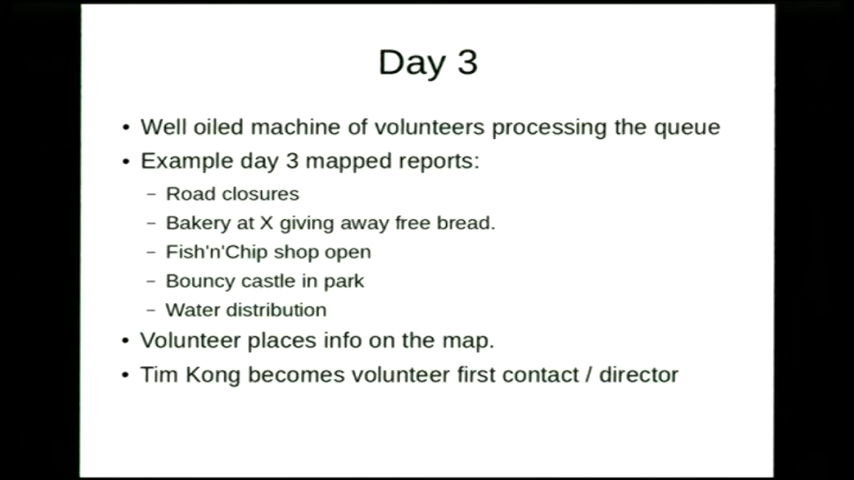 Day 3
• Well oiled machine of volunteers processing the queue
• Example day 3 mapped reports:
– Road closures
– Bakery at X giving away free bread.
– Fish'n'Chip shop open
– Bouncy castle in park
– Water distribution
• Volunteer places info on the map.
• Tim Kong becomes volunteer first contact / director